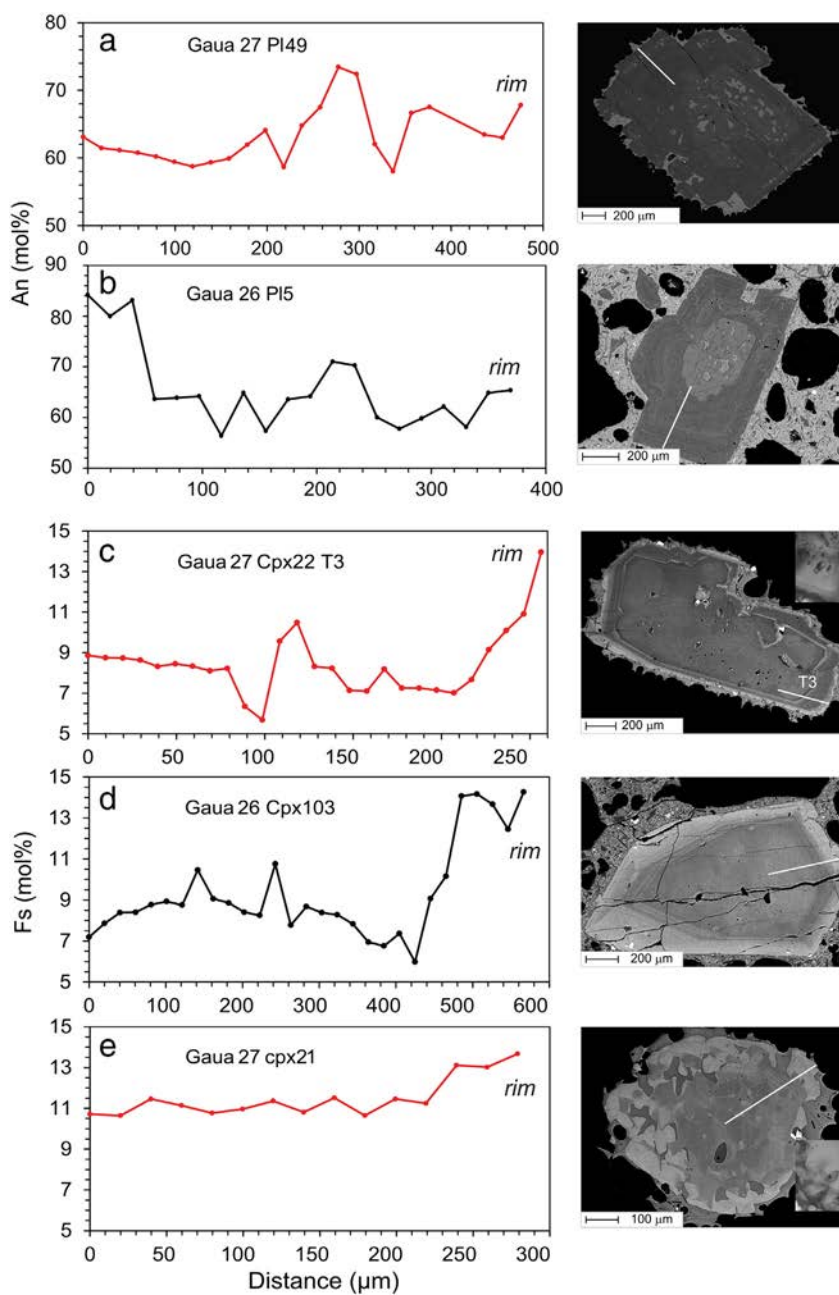 An (mol%)
a
Gaua 27 Pl49
rim
80
70
60
50
0 100 200 300 400 500
200 µm
b
Gaua 26 Pl5
rim
90
80
70
60
50
0 100 200 300 400
200 µm
Fs (mol%)
c
Gaua 27 Cpx22 T3
rim
15
13
11
9
7
5
0 50 100 150 200 250
T3
200 µm
d
Gaua 26 Cpx103
rim
15
13
11
9
7
5
0 100 200 300 400 500 600
200 µm
e
Gaua 27 cpx21
rim
15
13
11
9
7
5
0 50 100 150 200 250 300
Distance (µm)
100 µm